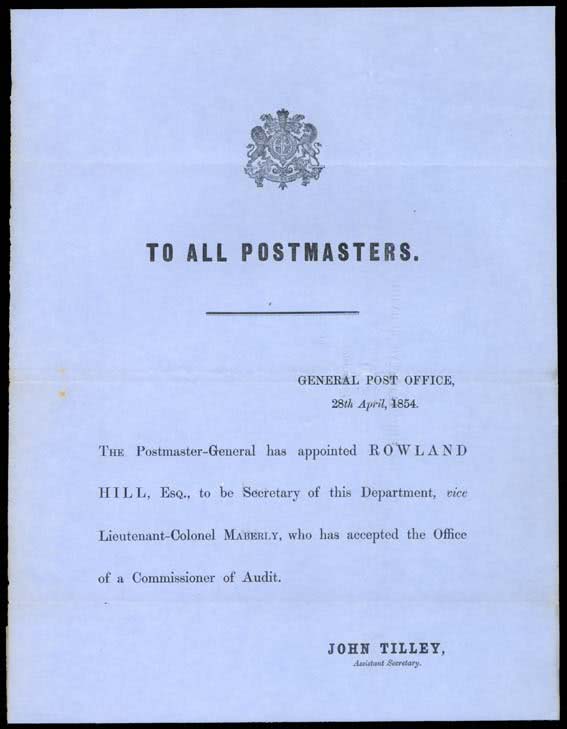 TO ALL POSTMASTERS.
GENERAL POST OFFICE,
28th April, 1854.
THE Postmaster-General has appointed ROWLAND
HILL, ESQ., to be Secretary of this Department, vice
Lieutenant-Colonel MABERLY, who has accepted the Office
of a Commissioner of Audit.
JOHN TILLEY,
Assistant Secretary.